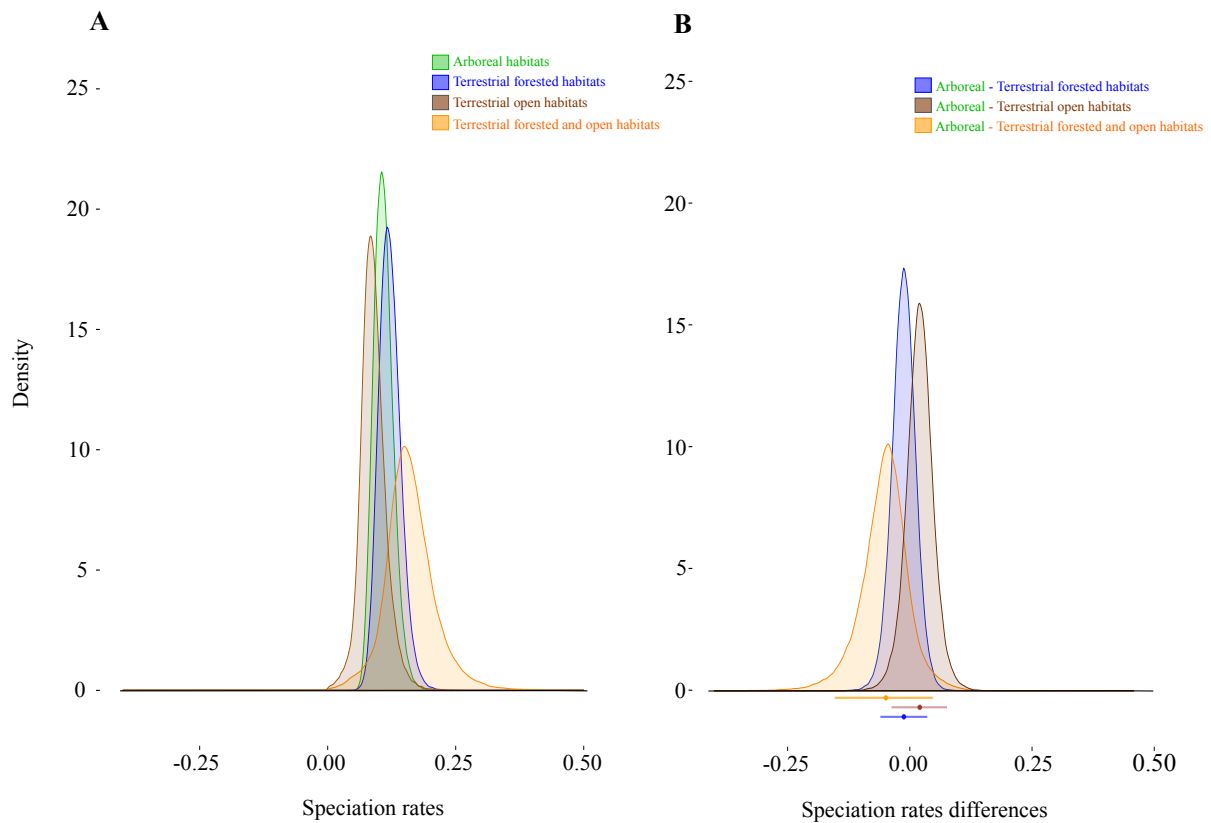 A
Arboreal habitats
Terrestrial forested habitats
Terrestrial open habitats
Terrestrial forested and open habitats
25
20
15
10
5
0
Density
-0.25 0.00 0.25 0.50
Speciation rates
B
Arboreal - Terrestrial forested habitats
Arboreal - Terrestrial open habitats
Arboreal - Terrestrial forested and open habitats
25
20
15
10
5
0
-0.25 0.00 0.25 0.50
Speciation rates differences